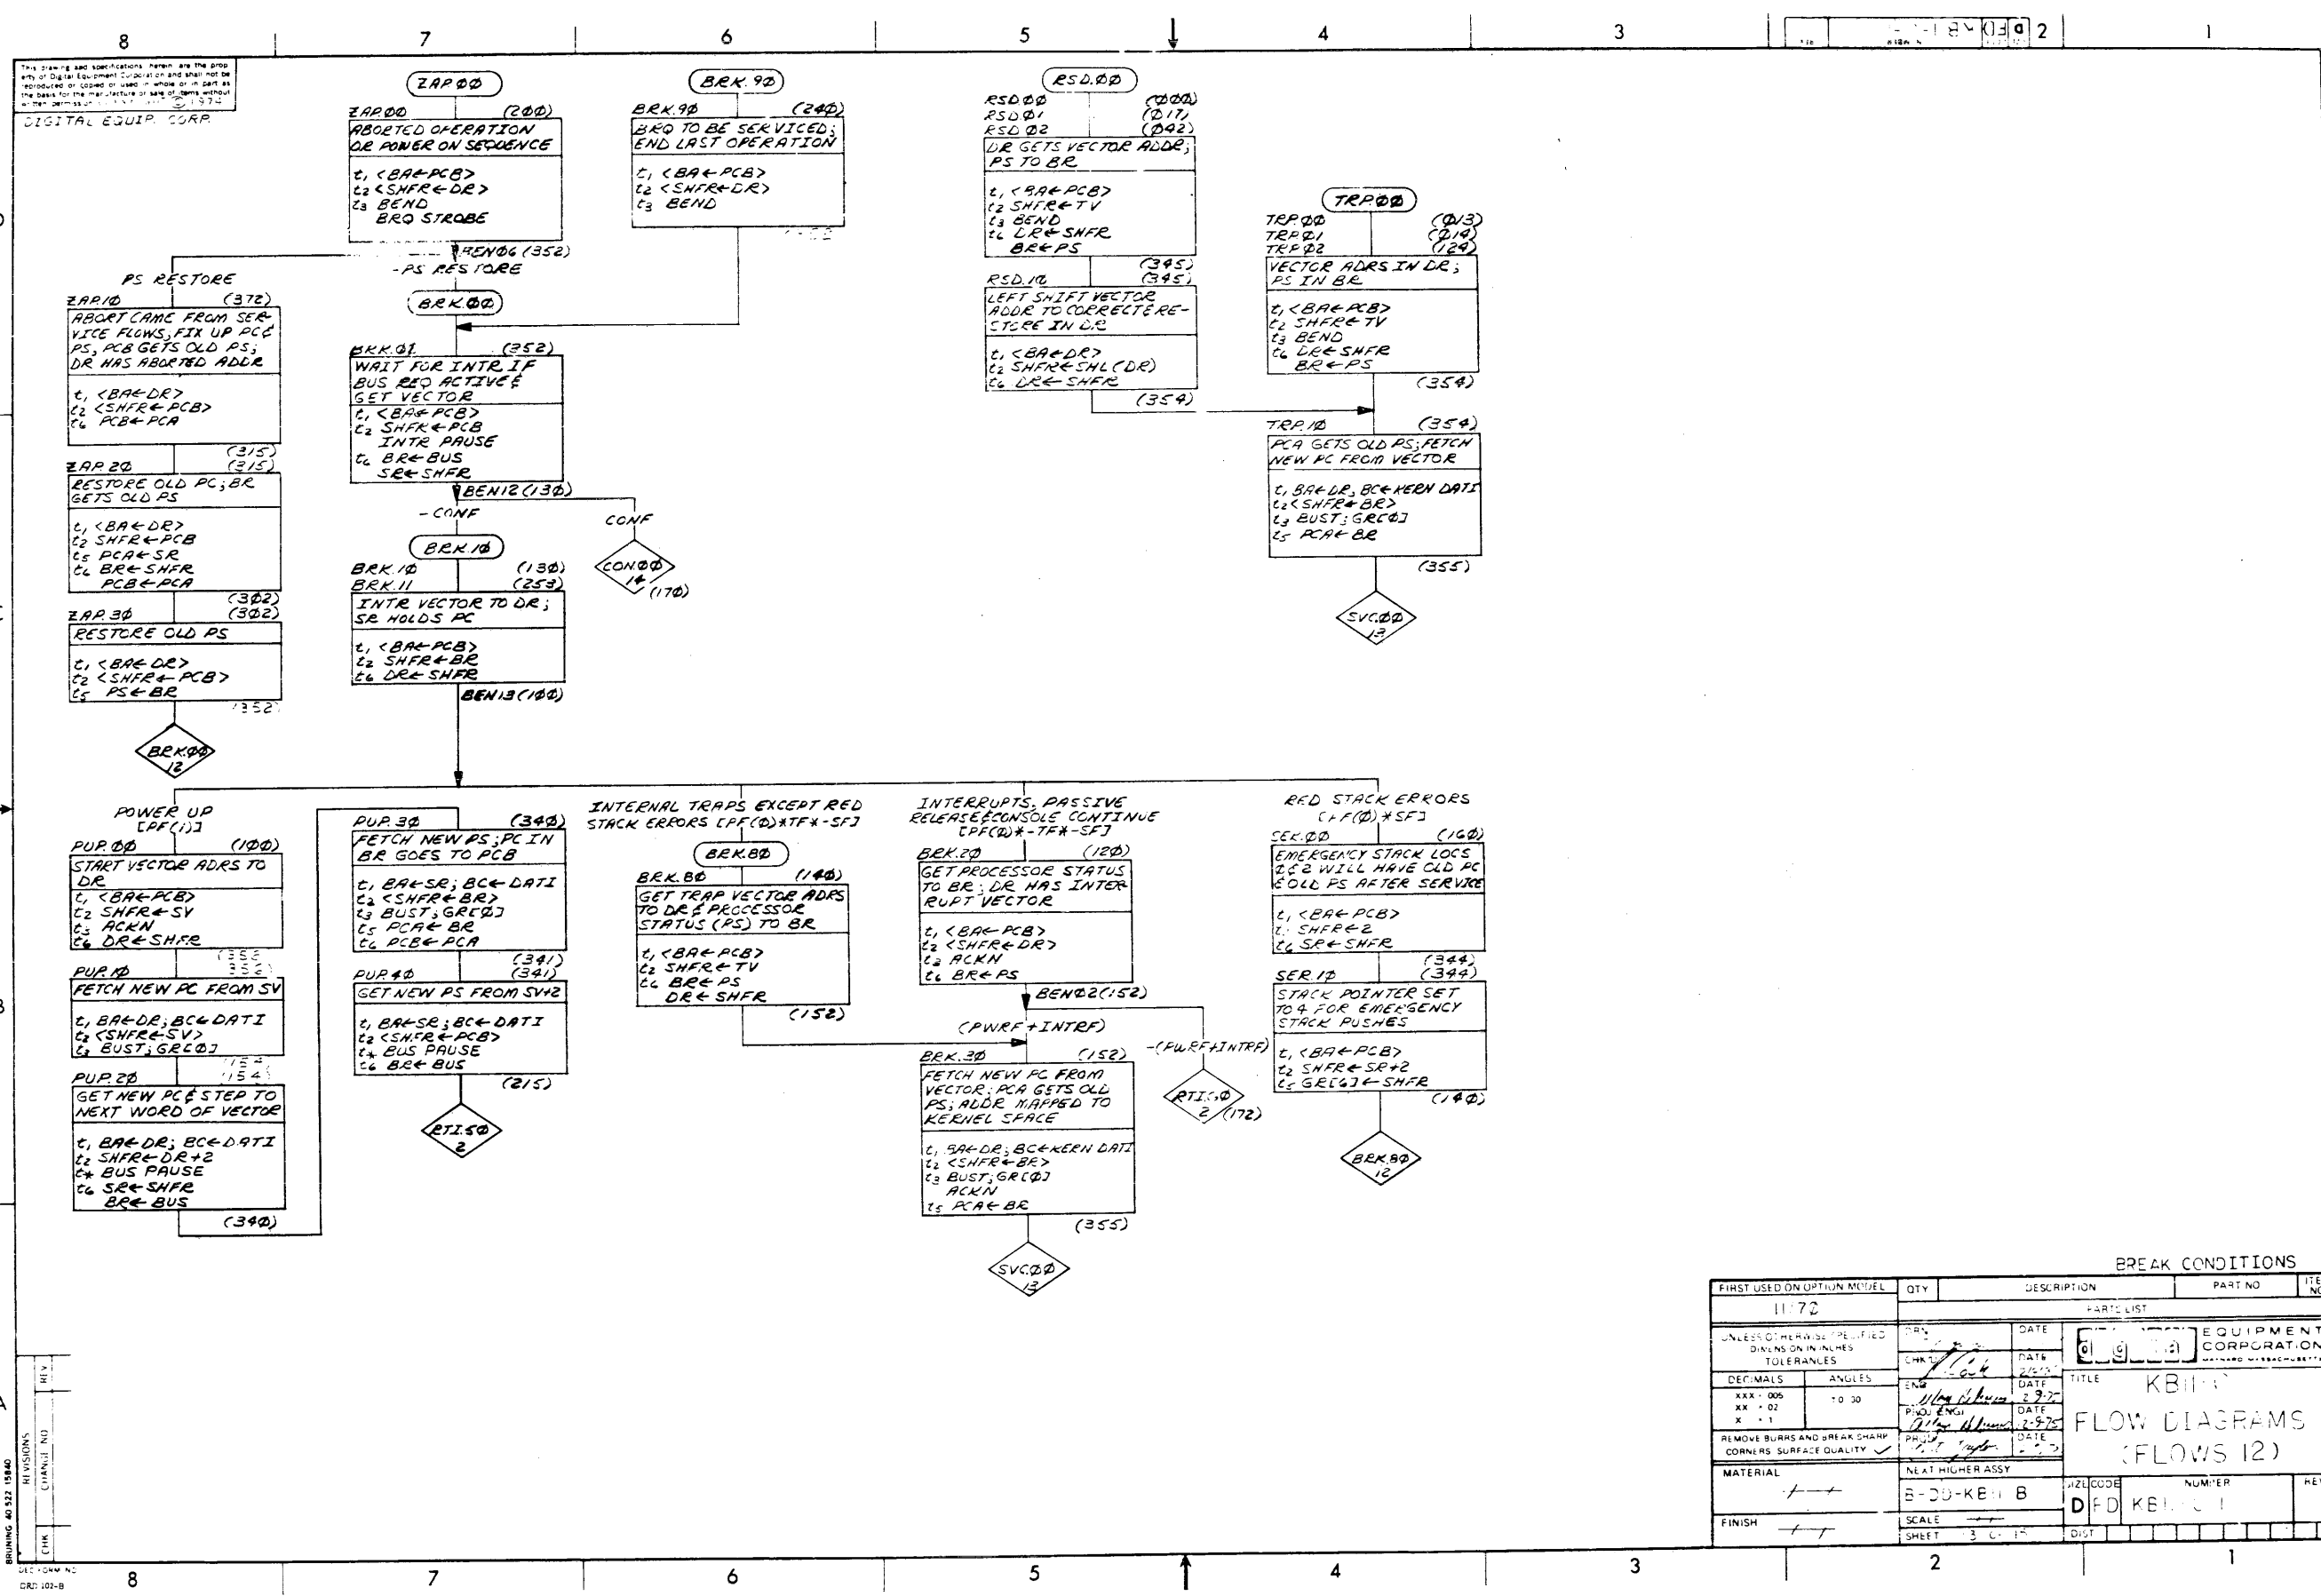 8 7 6 5 4 3 2 1
This drawing and specifications herein are the prop
erty of Digital Equipment Corporation and shall not be
reproduced or copied or used in whole or in part as
the basis for the manufacture or sale of items without
written permission © 1974
DIGITAL EQUIP. CORP.
ZAP.ØØ
ZAP.ØØ (2ØØ)
ABORTED OPERATION
OR POWER ON SEQUENCE
t1 <BA←PCB>
t2 <SHFR←DR>
t3 BEND
BRQ STROBE
BEN06 (352)
PS RESTORE
-PS RESTORE
BRK.9Ø
BRK.9Ø (24Ø)
BRQ TO BE SERVICED;
END LAST OPERATION
t1 <BA←PCB>
t2 <SHFR←DR>
t3 BEND
RSD.ØØ
RSD.ØØ (ØØØ)
RSD.Ø1 (Ø17)
RSD.Ø2 (Ø42)
DR GETS VECTOR ADDR;
PS TO BR
t1 <BA←PCB>
t2 SHFR←TV
t3 BEND
t6 DR←SHFR
BR←PS
(345)
RSD.1Ø (345)
LEFT SHIFT VECTOR
ADDR TO CORRECT & RE-
STORE IN DR
t1 <BA←DR>
t2 SHFR←SHL(DR)
t6 DR←SHFR
(354)
TRP.ØØ
TRP.ØØ (Ø13)
TRP.Ø1 (Ø14)
TRP.Ø2 (124)
VECTOR ADRS IN DR;
PS IN BR
t1 <BA←PCB>
t2 SHFR←TV
t3 BEND
t6 DR←SHFR
BR←PS
(354)
TRP.1Ø (354)
PCA GETS OLD PS; FETCH
NEW PC FROM VECTOR
t1 BA←DR; BC←KERN DATI
t2 <SHFR←BR>
t3 BUST; GR[Ø]
t5 PCA←BR
(355)
SVC.ØØ
13
ZAP.1Ø (372)
ABORT CAME FROM SER-
VICE FLOWS; FIX UP PC &
PS, PCB GETS OLD PS;
DR HAS ABORTED ADDR
t1 <BA←DR>
t2 <SHFR←PCB>
t6 PCB←PCA
(315)
ZAP.2Ø (315)
RESTORE OLD PC; BR
GETS OLD PS
t1 <BA←DR>
t2 SHFR←PCB
t5 PCA←SR
t6 BR←SHFR
PCB←PCA
(3Ø2)
ZAP.3Ø (3Ø2)
RESTORE OLD PS
t1 <BA←DR>
t2 <SHFR←PCB>
t5 PS←BR
(352)
BRK.ØØ
12
BRK.ØØ
BRK.Ø1 (352)
WAIT FOR INTR IF
BUS REQ ACTIVE &
GET VECTOR
t1 <BA←PCB>
t2 SHFR←PCB
INTR PAUSE
t6 BR←BUS
SR←SHFR
BEN12(13Ø)
-CONF
CONF
CON.ØØ
14
(17Ø)
BRK.1Ø
BRK.1Ø (13Ø)
BRK.11 (253)
INTR VECTOR TO DR;
SR HOLDS PC
t1 <BA←PCB>
t2 SHFR←BR
t6 DR←SHFR
BEN13(1ØØ)
POWER UP
[PF(1)]
PUP.ØØ (1ØØ)
START VECTOR ADRS TO
DR
t1 <BA←PCB>
t2 SHFR←SV
t3 ACKN
t6 DR←SHFR
PUP.1Ø
FETCH NEW PC FROM SV
t1 BA←DR; BC←DATI
t2 <SHFR←SV>
t3 BUST; GR[Ø]
PUP.2Ø (154)
GET NEW PC & STEP TO
NEXT WORD OF VECTOR
t1 BA←DR; BC←DATI
t2 SHFR←DR+2
t* BUS PAUSE
t6 SR←SHFR
BR←BUS
(34Ø)
PUP.3Ø (34Ø)
FETCH NEW PS; PC IN
BR GOES TO PCB
t1 BA←SR; BC←DATI
t2 <SHFR←BR>
t3 BUST; GR[Ø]
t5 PCA←BR
t6 PCB←PCA
(341)
PUP.4Ø (341)
GET NEW PS FROM SV+2
t1 BA←SR; BC←DATI
t2 <SHFR←PCB>
t* BUS PAUSE
t6 BR←BUS
(215)
RTI.5Ø
2
INTERNAL TRAPS EXCEPT RED
STACK ERRORS [PF(Ø)*TF*-SF]
BRK.8Ø
BRK.8Ø (14Ø)
GET TRAP VECTOR ADRS
TO DR & PROCESSOR
STATUS (PS) TO BR
t1 <BA←PCB>
t2 SHFR←TV
t6 BR←PS
DR←SHFR
(152)
INTERRUPTS, PASSIVE
RELEASE & CONSOLE CONTINUE
[PF(Ø)*-TF*-SF]
BRK.2Ø (12Ø)
GET PROCESSOR STATUS
TO BR; DR HAS INTER-
RUPT VECTOR
t1 <BA←PCB>
t2 <SHFR←DR>
t3 ACKN
t6 BR←PS
BENØ2(152)
(PWRF+INTRF)
-(PWRF+INTRF)
2 (172)
BRK.3Ø (152)
FETCH NEW PC FROM
VECTOR; PCA GETS OLD
PS; ADDR MAPPED TO
KERNEL SPACE
t1 BA←DR; BC←KERN DATI
t2 <SHFR←BR>
t3 BUST; GR[Ø]
ACKN
t5 PCA←BR
(355)
SVC.ØØ
13
RED STACK ERRORS
[PF(Ø)*SF]
SER.ØØ (16Ø)
EMERGENCY STACK LOCS
Ø & 2 WILL HAVE OLD PC
& OLD PS AFTER SERVICE
t1 <BA←PCB>
SHFR←2
t6 SR←SHFR
(344)
SER.1Ø (344)
STACK POINTER SET
TO 4 FOR EMERGENCY
STACK PUSHES
t1 <BA←PCB>
t2 SHFR←SR+2
t5 GR[6]←SHFR
(14Ø)
BRK.8Ø
12
BREAK CONDITIONS
FIRST USED ON OPTION MODEL
QTY DESCRIPTION PART NO
PARTS LIST
UNLESS OTHERWISE SPECIFIED
DIMENSION IN INCHES
TOLERANCES
DECIMALS ANGLES
REMOVE BURRS AND BREAK SHARP
CORNERS SURFACE QUALITY
MATERIAL
FINISH
DATE
DATE
DATE
DATE
DATE
EQUIPMENT
CORPORATION
TITLE
FLOW DIAGRAMS
(FLOWS 12)
NEXT HIGHER ASSY
SCALE
SHEET
SIZE CODE NUMBER
D FD
DIST
REVISIONS
CHK CHANGE NO REV
BRUNING 40 522 15840
DEC FORM NO
DRD 102-B
8 7 6 5 4 3 2 1